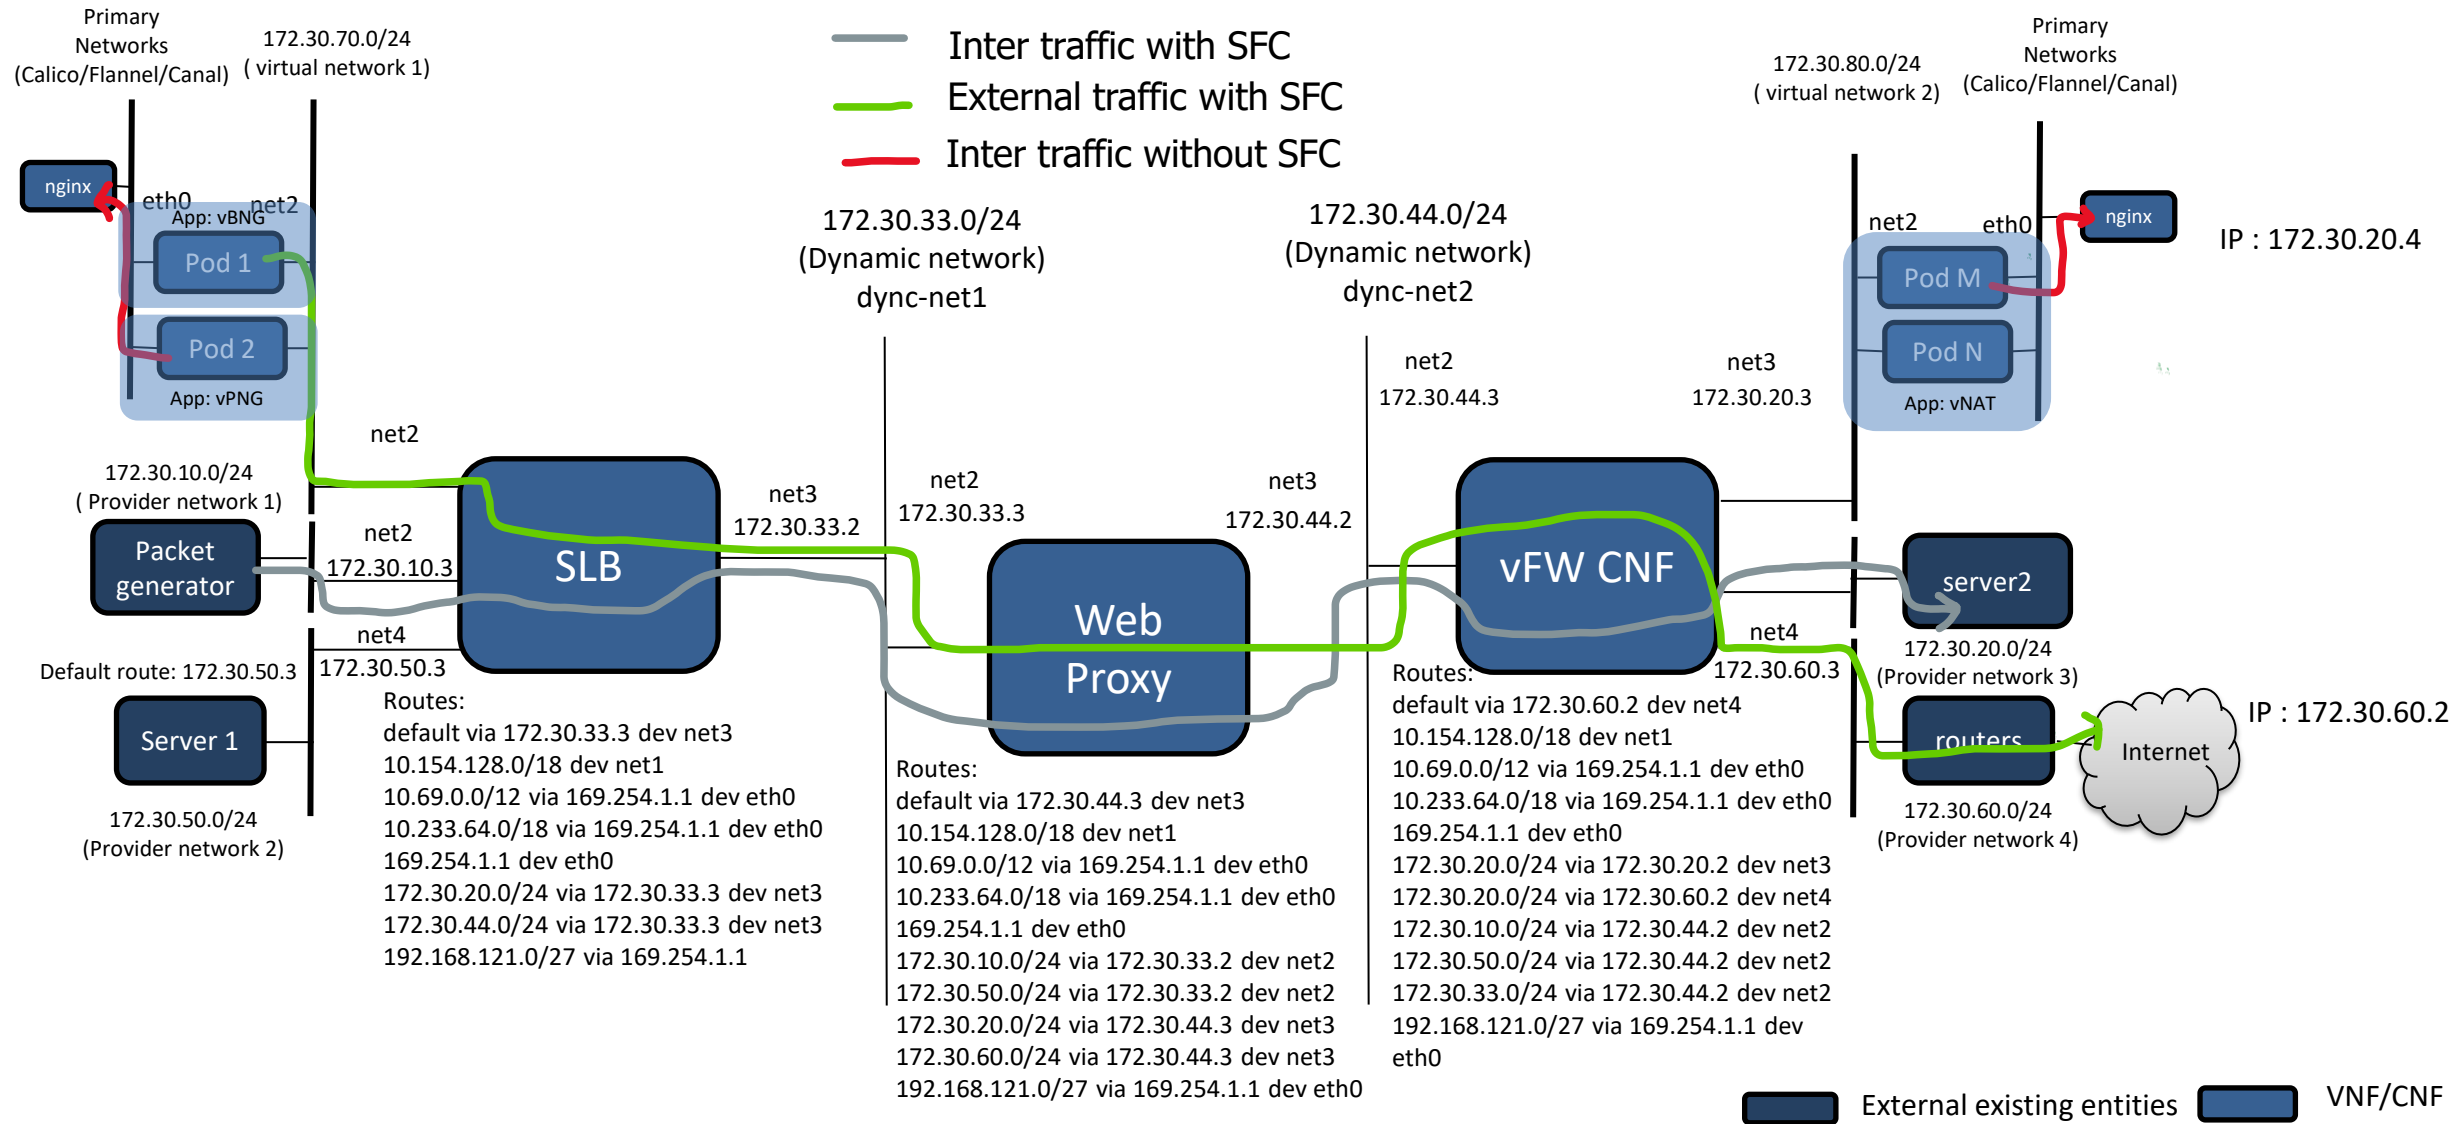 Primary
Networks
(Calico/Flannel/Canal)
172.30.70.0/24
( virtual network 1)
Inter traffic with SFC
External traffic with SFC
Inter traffic without SFC
172.30.80.0/24
( virtual network 2)
Primary
Networks
(Calico/Flannel/Canal)
nginx
eth0
net2
App: vBNG
Pod 1
Pod 2
App: vPNG
172.30.33.0/24
(Dynamic network)
dync-net1
172.30.44.0/24
(Dynamic network)
dync-net2
net2
eth0
nginx
IP : 172.30.20.4
Pod M
Pod N
App: vNAT
net2
172.30.44.3
net3
172.30.20.3
net2
172.30.10.0/24
( Provider network 1)
Packet
generator
net2
172.30.10.3
SLB
net3
172.30.33.2
net2
172.30.33.3
net3
172.30.44.2
Web
Proxy
vFW CNF
server2
172.30.20.0/24
(Provider network 3)
net4
172.30.60.3
net4
172.30.50.3
Default route: 172.30.50.3
Server 1
172.30.50.0/24
(Provider network 2)
routers
172.30.60.0/24
(Provider network 4)
Internet
IP : 172.30.60.2
Routes:
default via 172.30.33.3 dev net3
10.154.128.0/18 dev net1
10.69.0.0/12 via 169.254.1.1 dev eth0
10.233.64.0/18 via 169.254.1.1 dev eth0
169.254.1.1 dev eth0
172.30.20.0/24 via 172.30.33.3 dev net3
172.30.44.0/24 via 172.30.33.3 dev net3
192.168.121.0/27 via 169.254.1.1
Routes:
default via 172.30.44.3 dev net3
10.154.128.0/18 dev net1
10.69.0.0/12 via 169.254.1.1 dev eth0
10.233.64.0/18 via 169.254.1.1 dev eth0
169.254.1.1 dev eth0
172.30.10.0/24 via 172.30.33.2 dev net2
172.30.50.0/24 via 172.30.33.2 dev net2
172.30.20.0/24 via 172.30.44.3 dev net3
172.30.60.0/24 via 172.30.44.3 dev net3
192.168.121.0/27 via 169.254.1.1 dev eth0
Routes:
default via 172.30.60.2 dev net4
10.154.128.0/18 dev net1
10.69.0.0/12 via 169.254.1.1 dev eth0
10.233.64.0/18 via 169.254.1.1 dev eth0
169.254.1.1 dev eth0
172.30.20.0/24 via 172.30.20.2 dev net3
172.30.20.0/24 via 172.30.60.2 dev net4
172.30.10.0/24 via 172.30.44.2 dev net2
172.30.50.0/24 via 172.30.44.2 dev net2
172.30.33.0/24 via 172.30.44.2 dev net2
192.168.121.0/27 via 169.254.1.1 dev
eth0
External existing entities
VNF/CNF